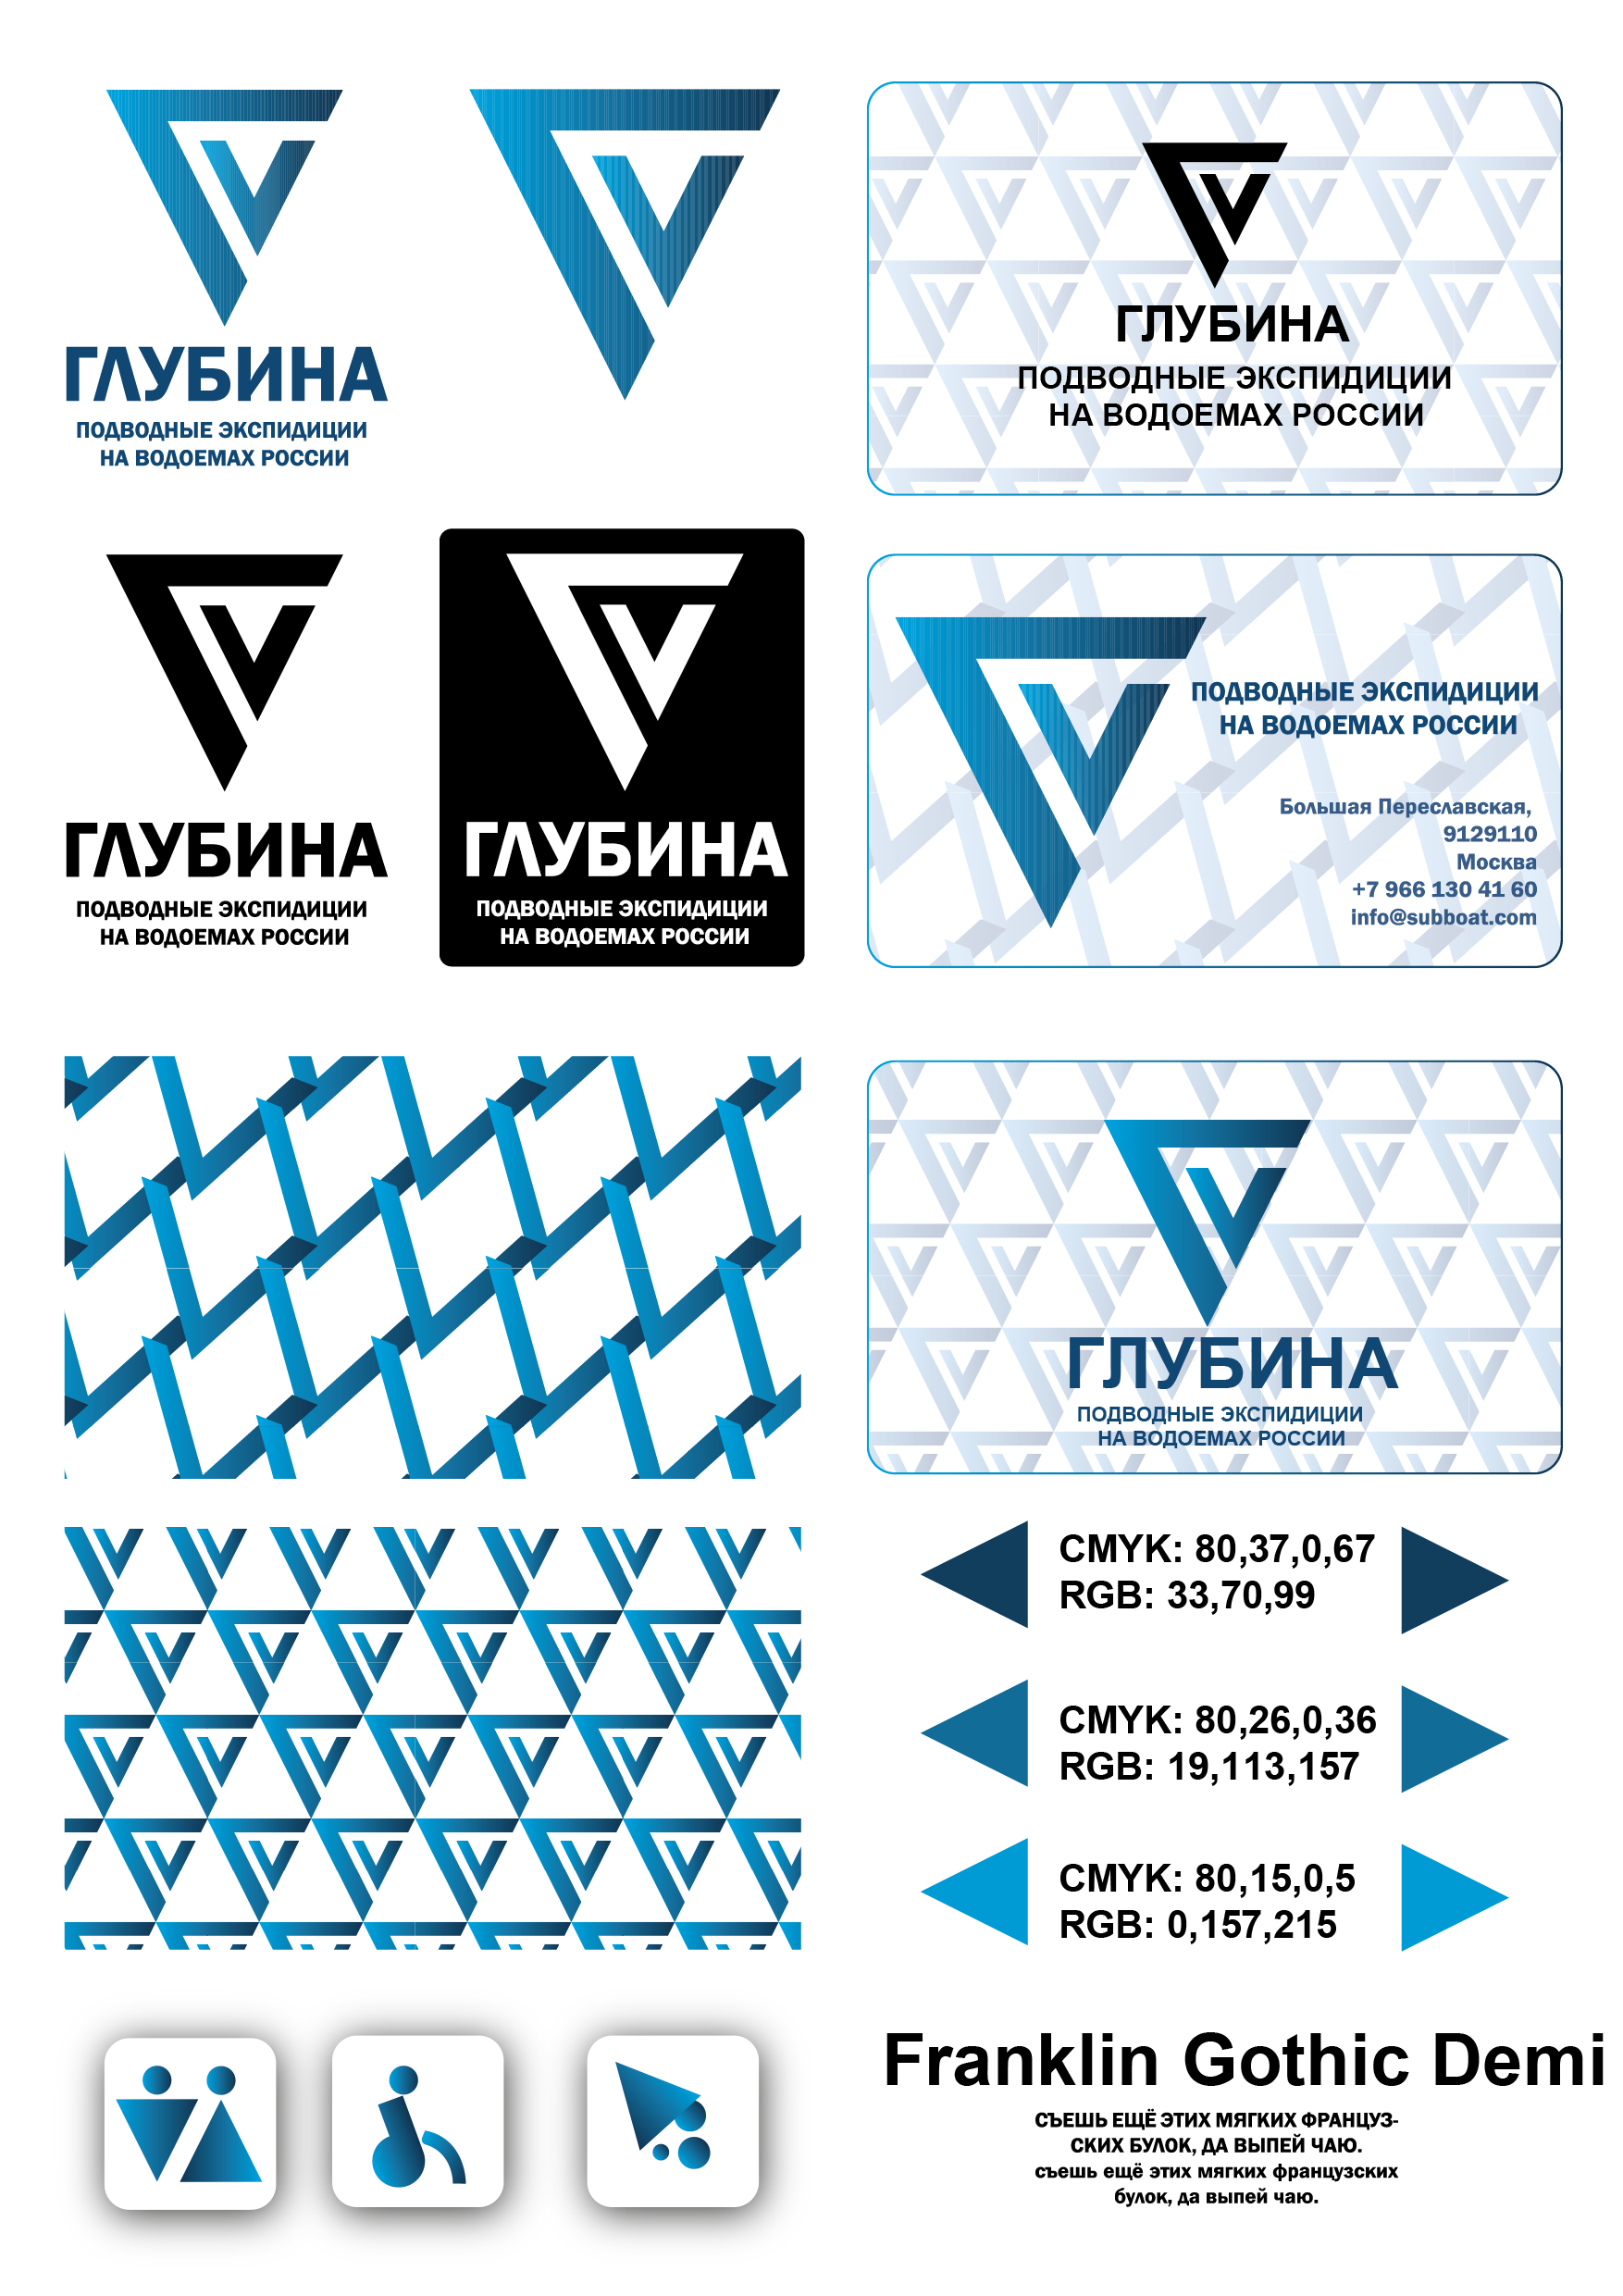 ГЛУБИНА
ПОДВОДНЫЕ ЭКСПИДИЦИИ
НА ВОДОЕМАХ РОССИИ
ГЛУБИНА
ПОДВОДНЫЕ ЭКСПИДИЦИИ
НА ВОДОЕМАХ РОССИИ
ГЛУБИНА
ПОДВОДНЫЕ ЭКСПИДИЦИИ
НА ВОДОЕМАХ РОССИИ
ГЛУБИНА
ПОДВОДНЫЕ ЭКСПИДИЦИИ
НА ВОДОЕМАХ РОССИИ
ПОДВОДНЫЕ ЭКСПИДИЦИИ
НА ВОДОЕМАХ РОССИИ
Большая Переславская,
9129110
Москва
+7 966 130 41 60
info@subboat.com
ГЛУБИНА
ПОДВОДНЫЕ ЭКСПИДИЦИИ
НА ВОДОЕМАХ РОССИИ
CMYK: 80,37,0,67
RGB: 33,70,99
CMYK: 80,26,0,36
RGB: 19,113,157
CMYK: 80,15,0,5
RGB: 0,157,215
Franklin Gothic Demi
СЪЕШЬ ЕЩЁ ЭТИХ МЯГКИХ ФРАНЦУЗ-
СКИХ БУЛОК, ДА ВЫПЕЙ ЧАЮ.
съешь ещё этих мягких французских
булок, да выпей чаю.